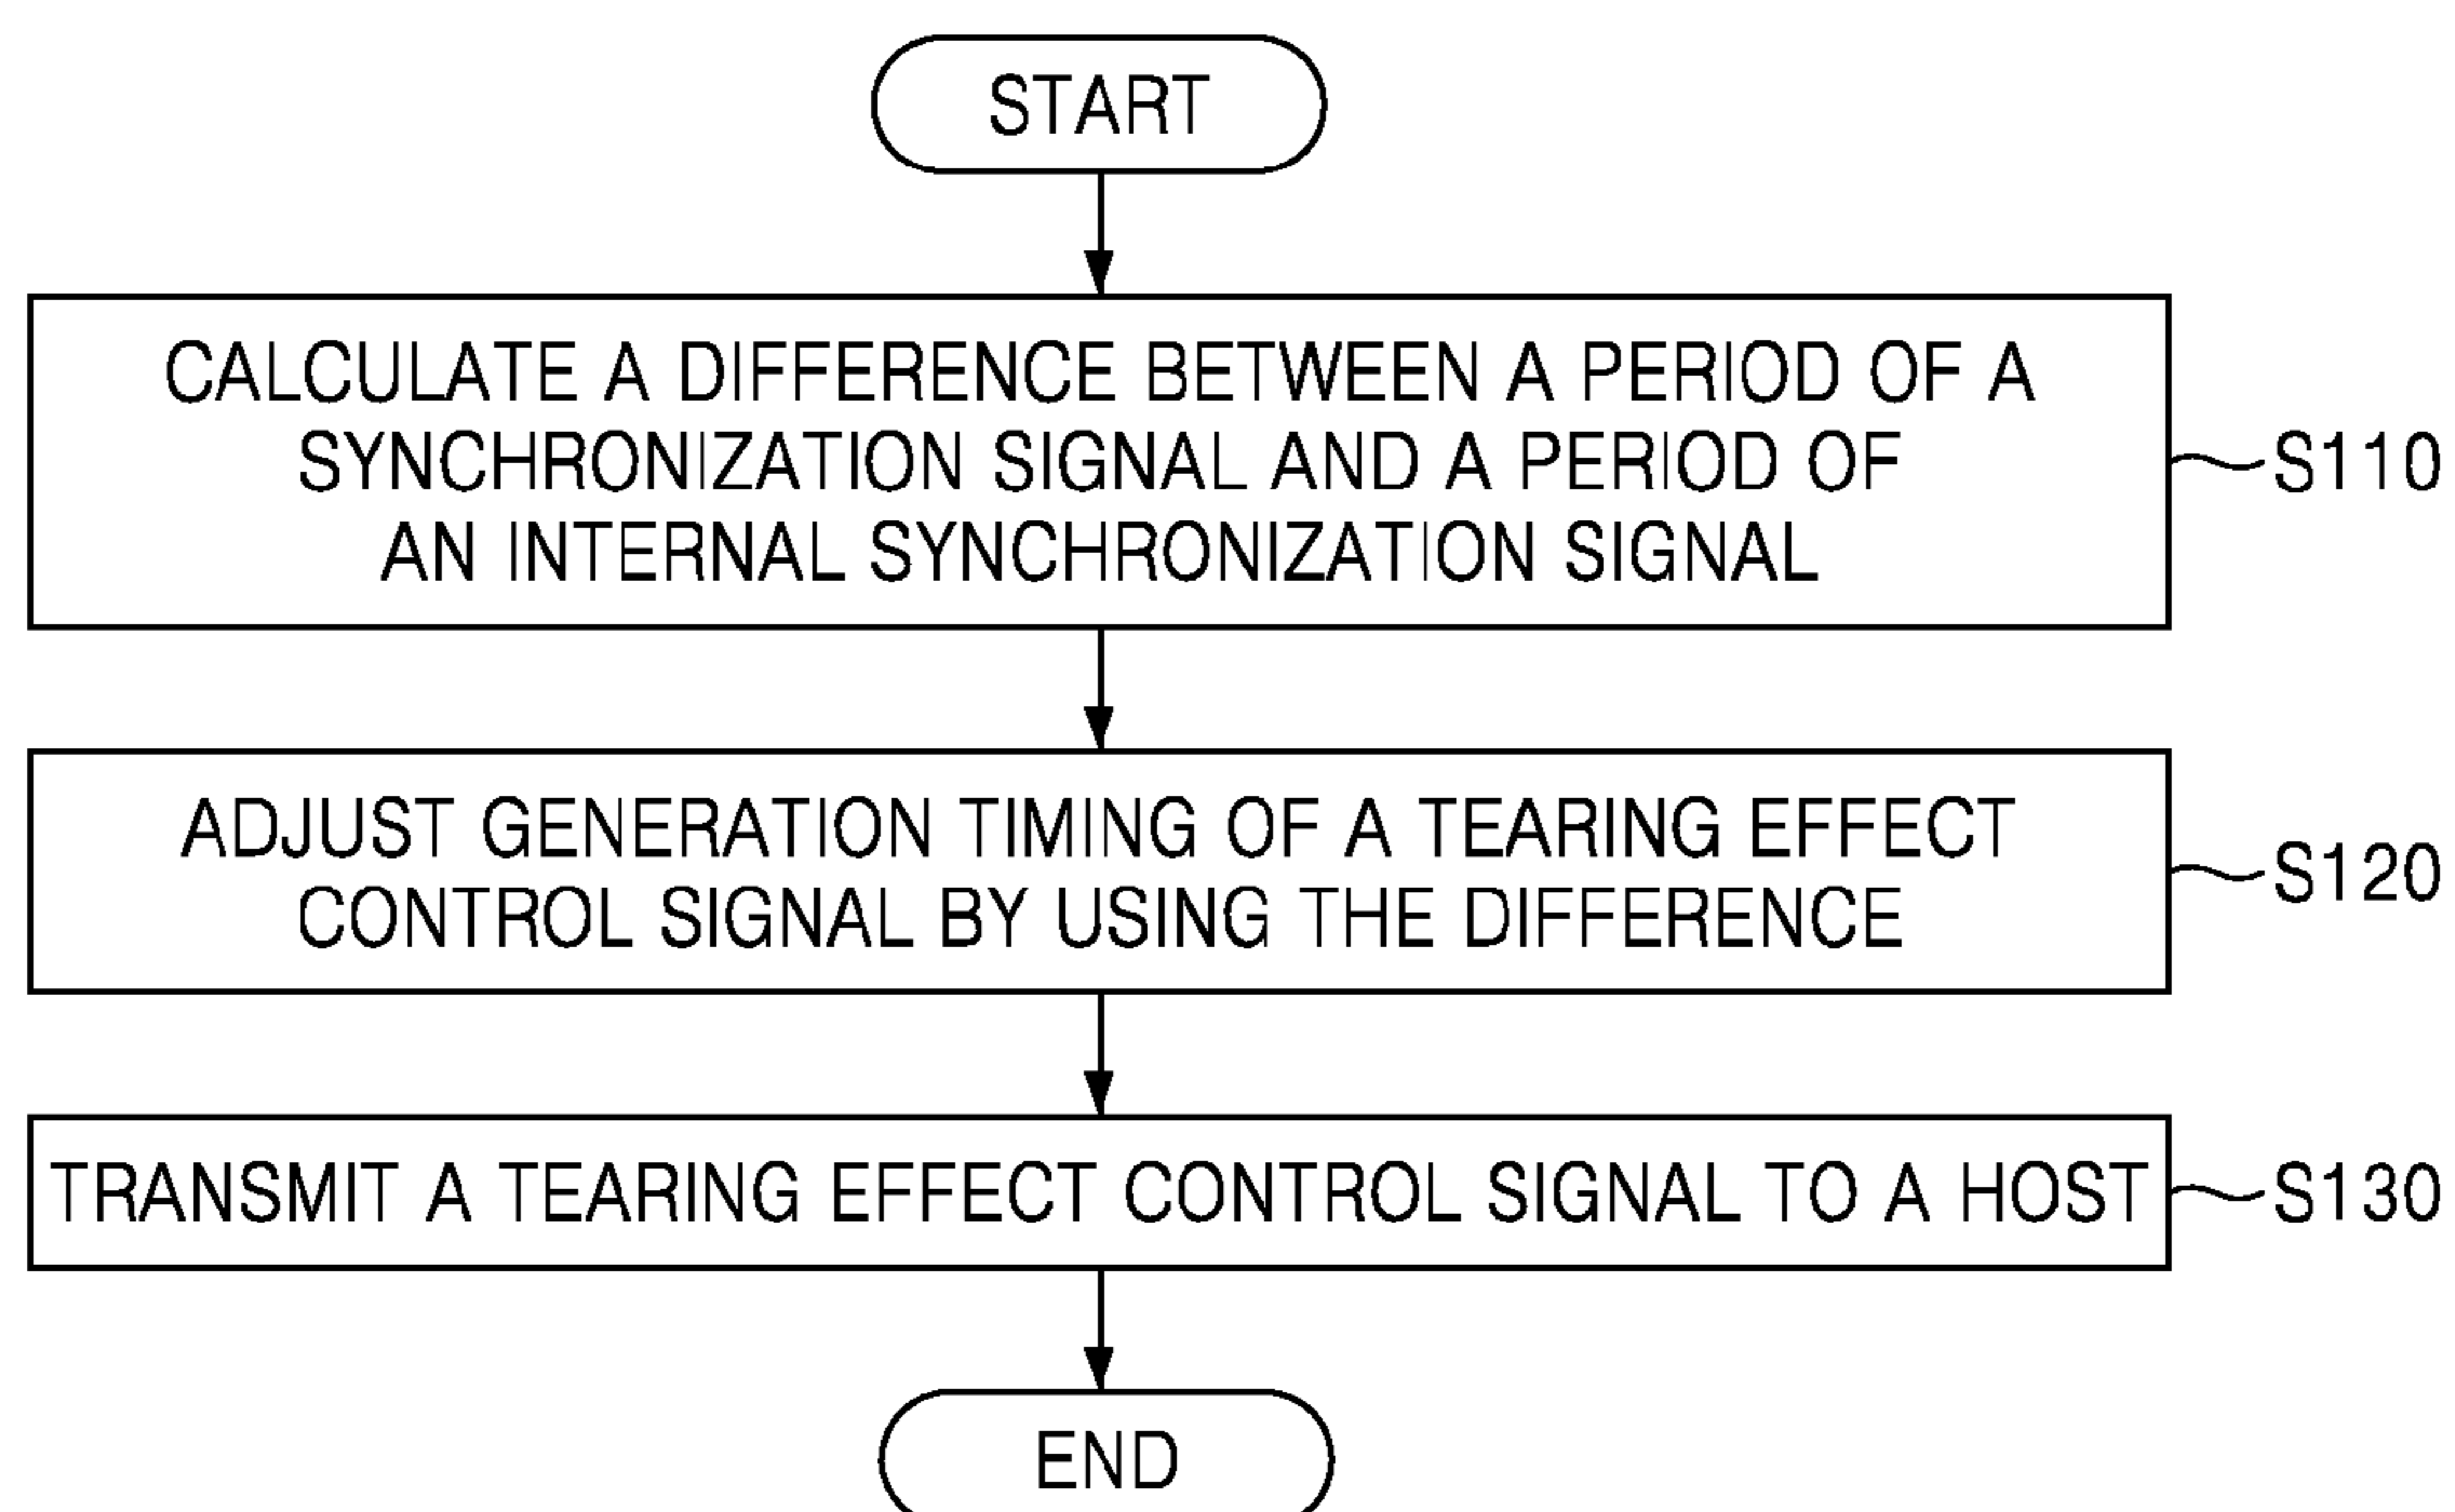 START
CALCULATE A DIFFERENCE BETWEEN A PERIOD OF A
SYNCHRONIZATION SIGNAL AND A PERIOD OF
AN INTERNAL SYNCHRONIZATION SIGNAL
S110
ADJUST GENERATION TIMING OF A TEARING EFFECT
CONTROL SIGNAL BY USING THE DIFFERENCE
S120
TRANSMIT A TEARING EFFECT CONTROL SIGNAL TO A HOST
S130
END